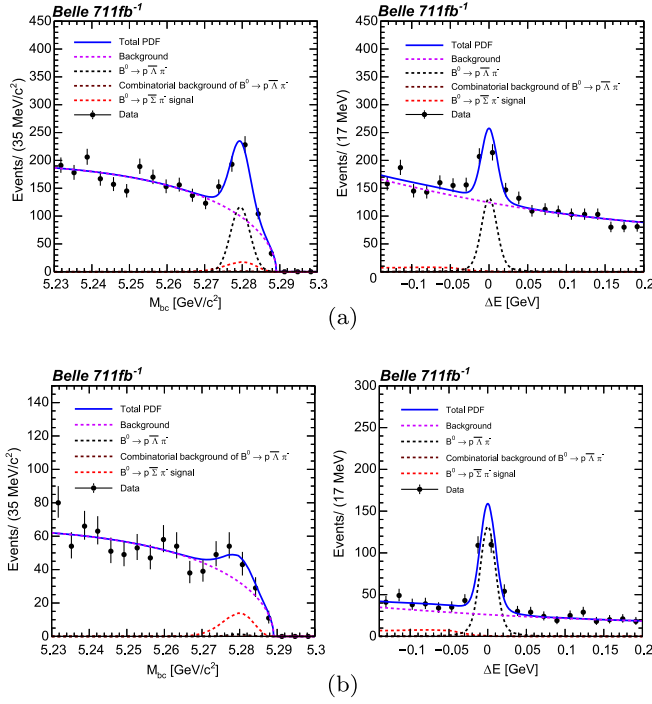 Belle 711fb⁻¹
Events/ (35 MeV/c²)
450
400
350
300
250
200
150
100
50
0
Total PDF
Background
B⁰ → p Λ̅ π⁻
Combinatorial background of B⁰ → p Λ̅ π⁻
B⁰ → p Σ̅ π⁻ signal
Data
5.23 5.24 5.25 5.26 5.27 5.28 5.29 5.3
M_bc [GeV/c²]
Belle 711fb⁻¹
Events/ (17 MeV)
450
400
350
300
250
200
150
100
50
0
Total PDF
Background
B⁰ → p Λ̅ π⁻
Combinatorial background of B⁰ → p Λ̅ π⁻
B⁰ → p Σ̅ π⁻ signal
Data
−0.1 −0.05 0 0.05 0.1 0.15 0.2
ΔE [GeV]
(a)
Belle 711fb⁻¹
Events/ (35 MeV/c²)
140
120
100
80
60
40
20
0
Total PDF
Background
B⁰ → p Λ̅ π⁻
Combinatorial background of B⁰ → p Λ̅ π⁻
B⁰ → p Σ̅ π⁻ signal
Data
5.23 5.24 5.25 5.26 5.27 5.28 5.29 5.3
M_bc [GeV/c²]
Belle 711fb⁻¹
Events/ (17 MeV)
300
250
200
150
100
50
0
Total PDF
Background
B⁰ → p Λ̅ π⁻
Combinatorial background of B⁰ → p Λ̅ π⁻
B⁰ → p Σ̅ π⁻ signal
Data
−0.1 −0.05 0 0.05 0.1 0.15 0.2
ΔE [GeV]
(b)